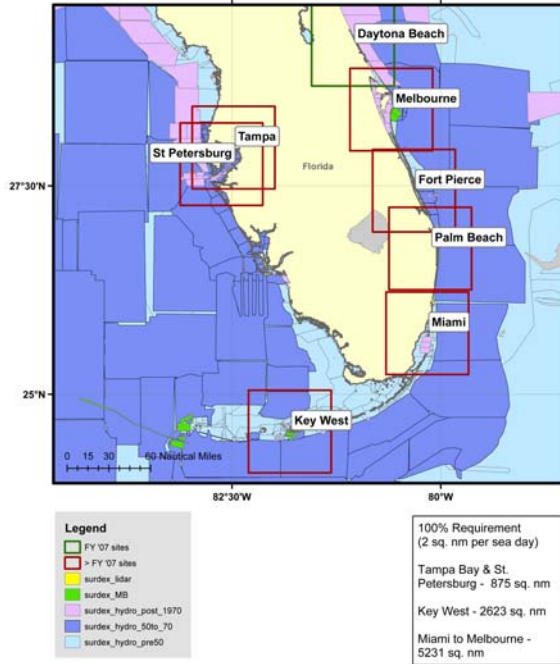 Daytona Beach
Melbourne
Tampa
St Petersburg
Florida
Fort Pierce
Palm Beach
Miami
Key West
27°30'N
25°N
0 15 30 60 Nautical Miles
82°30'W
80°W
Legend
FY '07 sites
> FY '07 sites
surdex_lidar
surdex_MB
surdex_hydro_post_1970
surdex_hydro_50to_70
surdex_hydro_pre50
100% Requirement
(2 sq. nm per sea day)
Tampa Bay & St.
Petersburg - 875 sq. nm
Key West - 2623 sq. nm
Miami to Melbourne -
5231 sq. nm